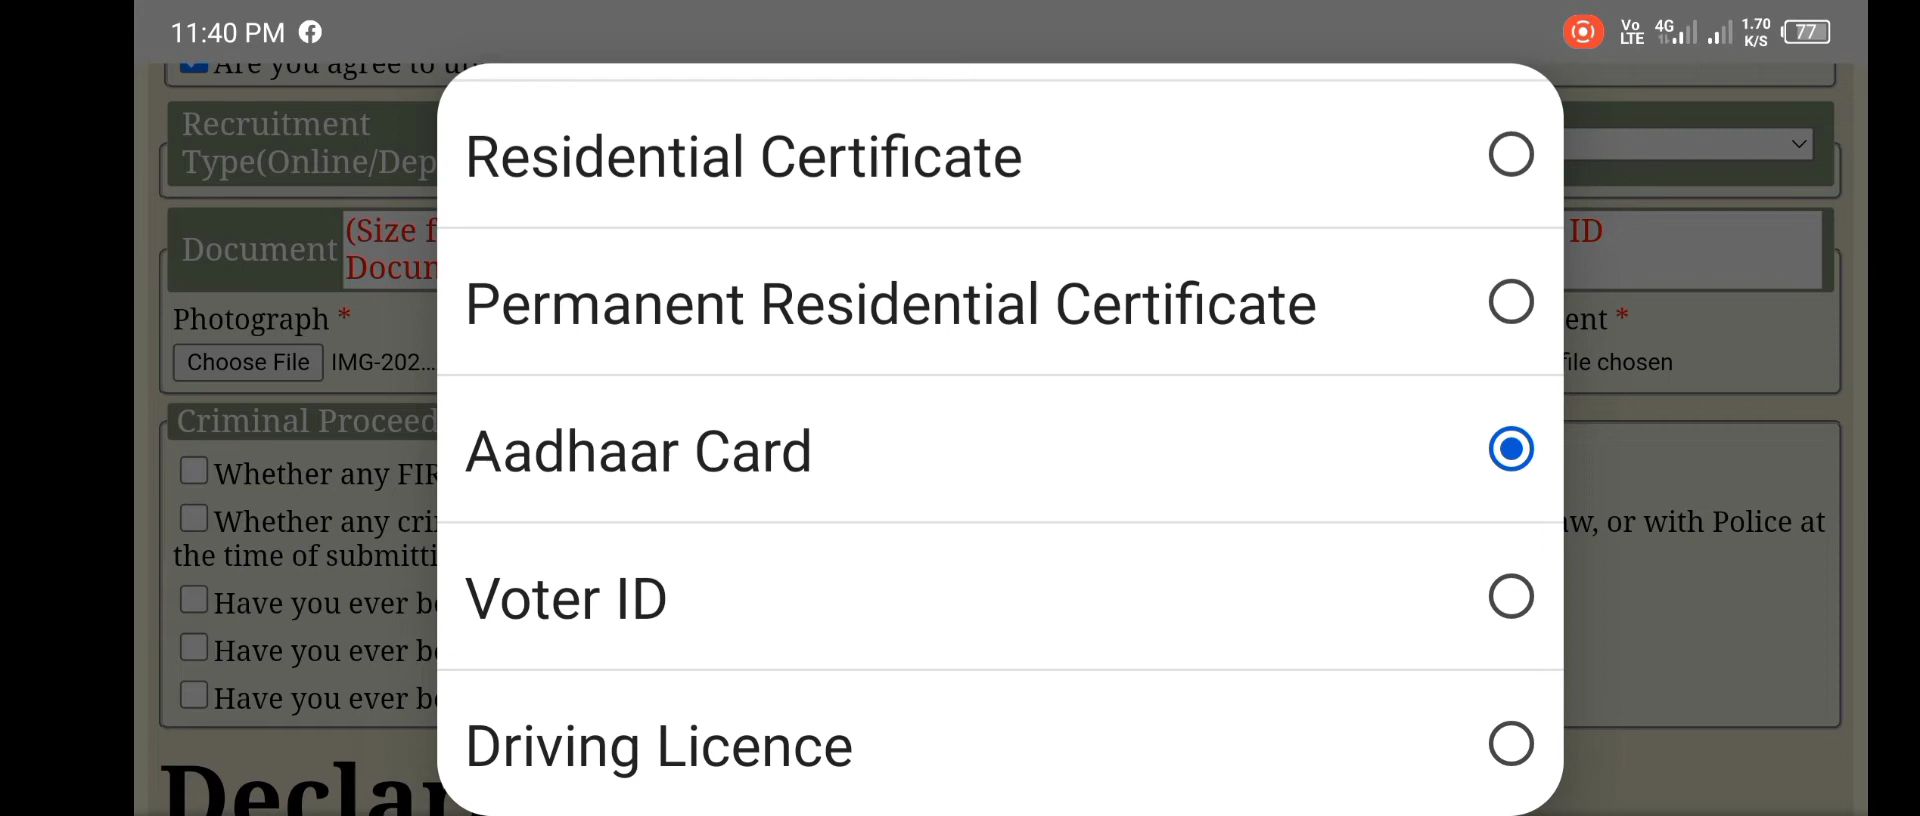 11:40 PM
Vo LTE 4G 1.70 K/S 77
Are you agree to
Recruitment
Type(Online/Dep
Document (Size f
Docun
ID
Photograph *
ent *
Choose File IMG-202...
file chosen
Criminal Proceed
Whether any FIR
Whether any cri
aw, or with Police at
the time of submitti
Have you ever b
Have you ever b
Have you ever b
Declar
Residential Certificate
Permanent Residential Certificate
Aadhaar Card
Voter ID
Driving Licence